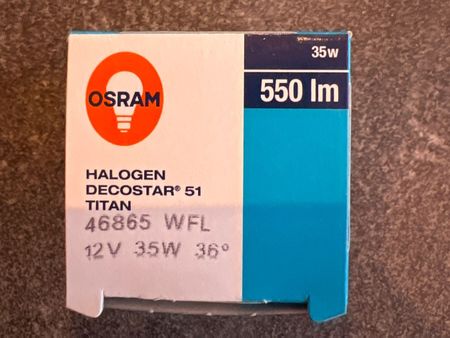 35W
550 lm
OSRAM
HALOGEN
DECOSTAR® 51
TITAN
46865 WFL
12V 35W 36°